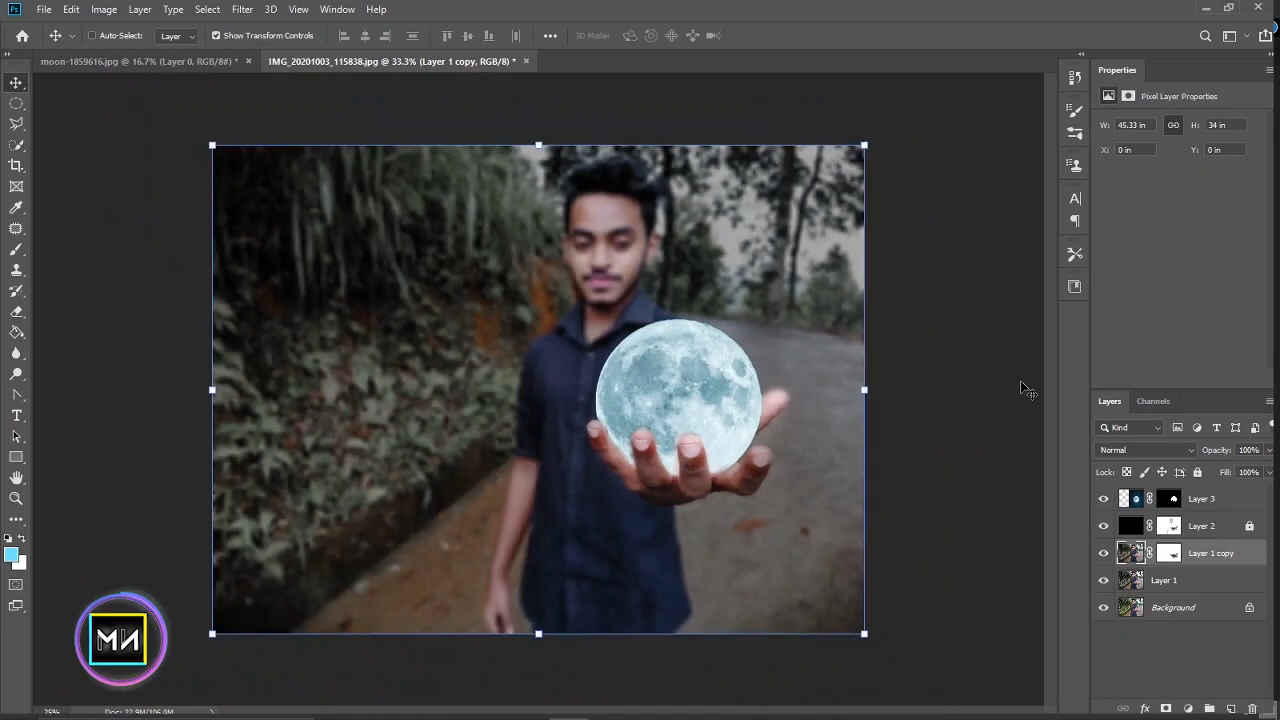 Ps File Edit Image Layer Type Select Filter 3D View Window Help
Auto-Select: Layer Show Transform Controls 3D Mode:
moon-1859616.jpg @ 16.7% (Layer 0, RGB/8#) * IMG_20201003_115838.jpg @ 33.3% (Layer 1 copy, RGB/8) *
Properties
Pixel Layer Properties
W: 45.33 in H: 34 in
X: 0 in Y: 0 in
Layers Channels
Kind
Normal Opacity: 100%
Lock: Fill: 100%
Layer 3
Layer 2
Layer 1 copy
Layer 1
Background
25% Doc: 22.9M/106.0M